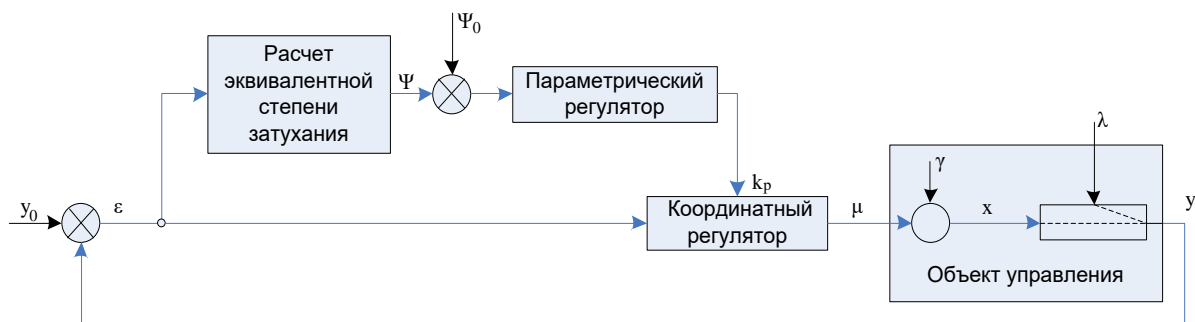 Ψ0
Расчет
эквивалентной
степени
затухания
Ψ
Параметрический
регулятор
λ
γ
y0
ε
kp
Координатный
регулятор
μ
x
y
Объект управления